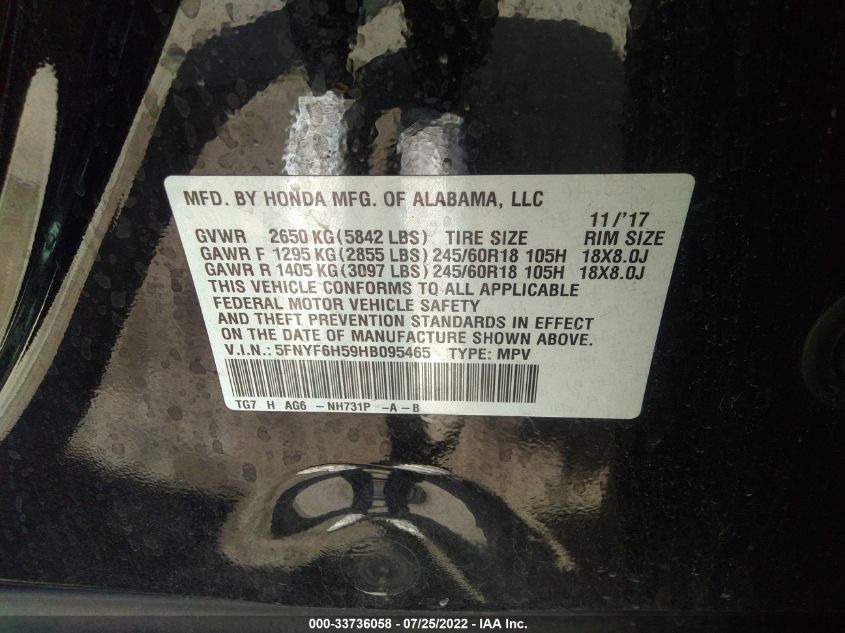 MFD. BY HONDA MFG. OF ALABAMA, LLC
11/'17
GVWR 2650 KG(5842 LBS) TIRE SIZE RIM SIZE
GAWR F 1295 KG(2855 LBS)245/60R18 105H 18X8.0J
GAWR R 1405 KG(3097 LBS)245/60R18 105H 18X8.0J
THIS VEHICLE CONFORMS TO ALL APPLICABLE
FEDERAL MOTOR VEHICLE SAFETY
AND THEFT PREVENTION STANDARDS IN EFFECT
ON THE DATE OF MANUFACTURE SHOWN ABOVE.
V.I.N.: 5FNYF6H59HB095465 TYPE: MPV
TG7 H AG6 -NH731P -A-B
000-33736058 - 07/25/2022 - IAA Inc.